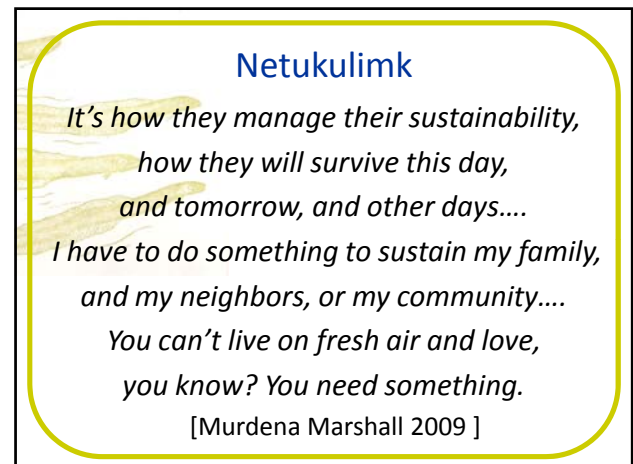 Netukulimk
It’s how they manage their sustainability,
how they will survive this day,
and tomorrow, and other days….
I have to do something to sustain my family,
and my neighbors, or my community….
You can’t live on fresh air and love,
you know? You need something.
[Murdena Marshall 2009 ]